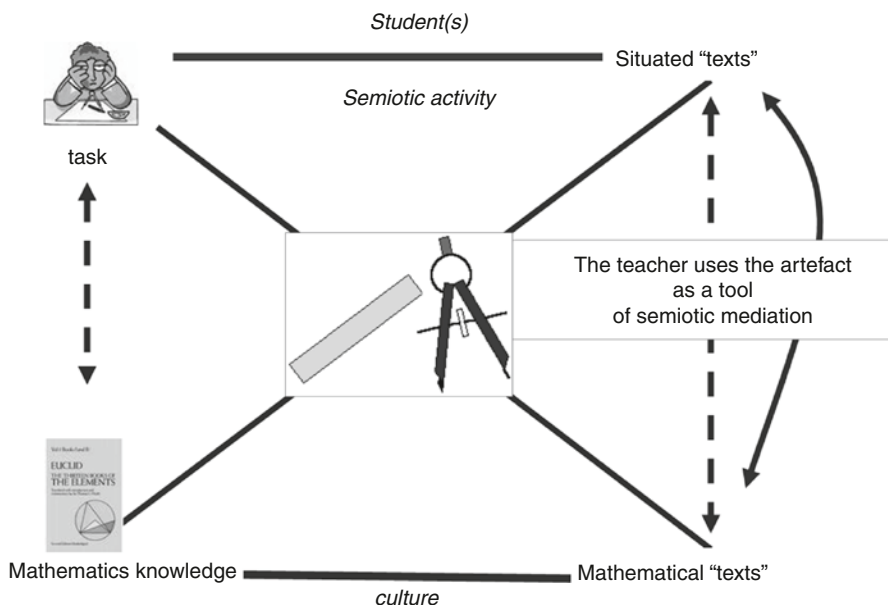 Student(s)
Situated “texts”
Semiotic activity
task
The teacher uses the artefact
as a tool
of semiotic mediation
EUCLID
THE THIRTEEN BOOKS OF
THE ELEMENTS
Mathematics knowledge
Mathematical “texts”
culture